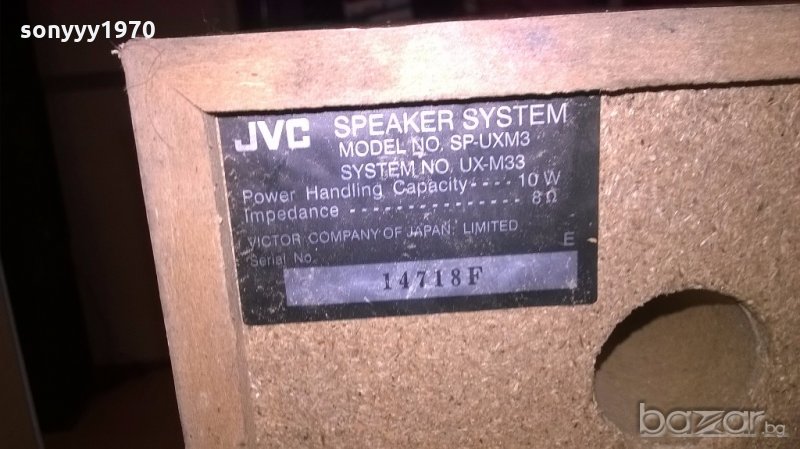 sonyyy1970
JVC SPEAKER SYSTEM
MODEL NO. SP-UXM3
SYSTEM NO. UX-M33
Power Handling Capacity---- 10 W
Impedance ---------------- 8 Ω
VICTOR COMPANY OF JAPAN, LIMITED
E
Serial No.
14718F
bazar.bg